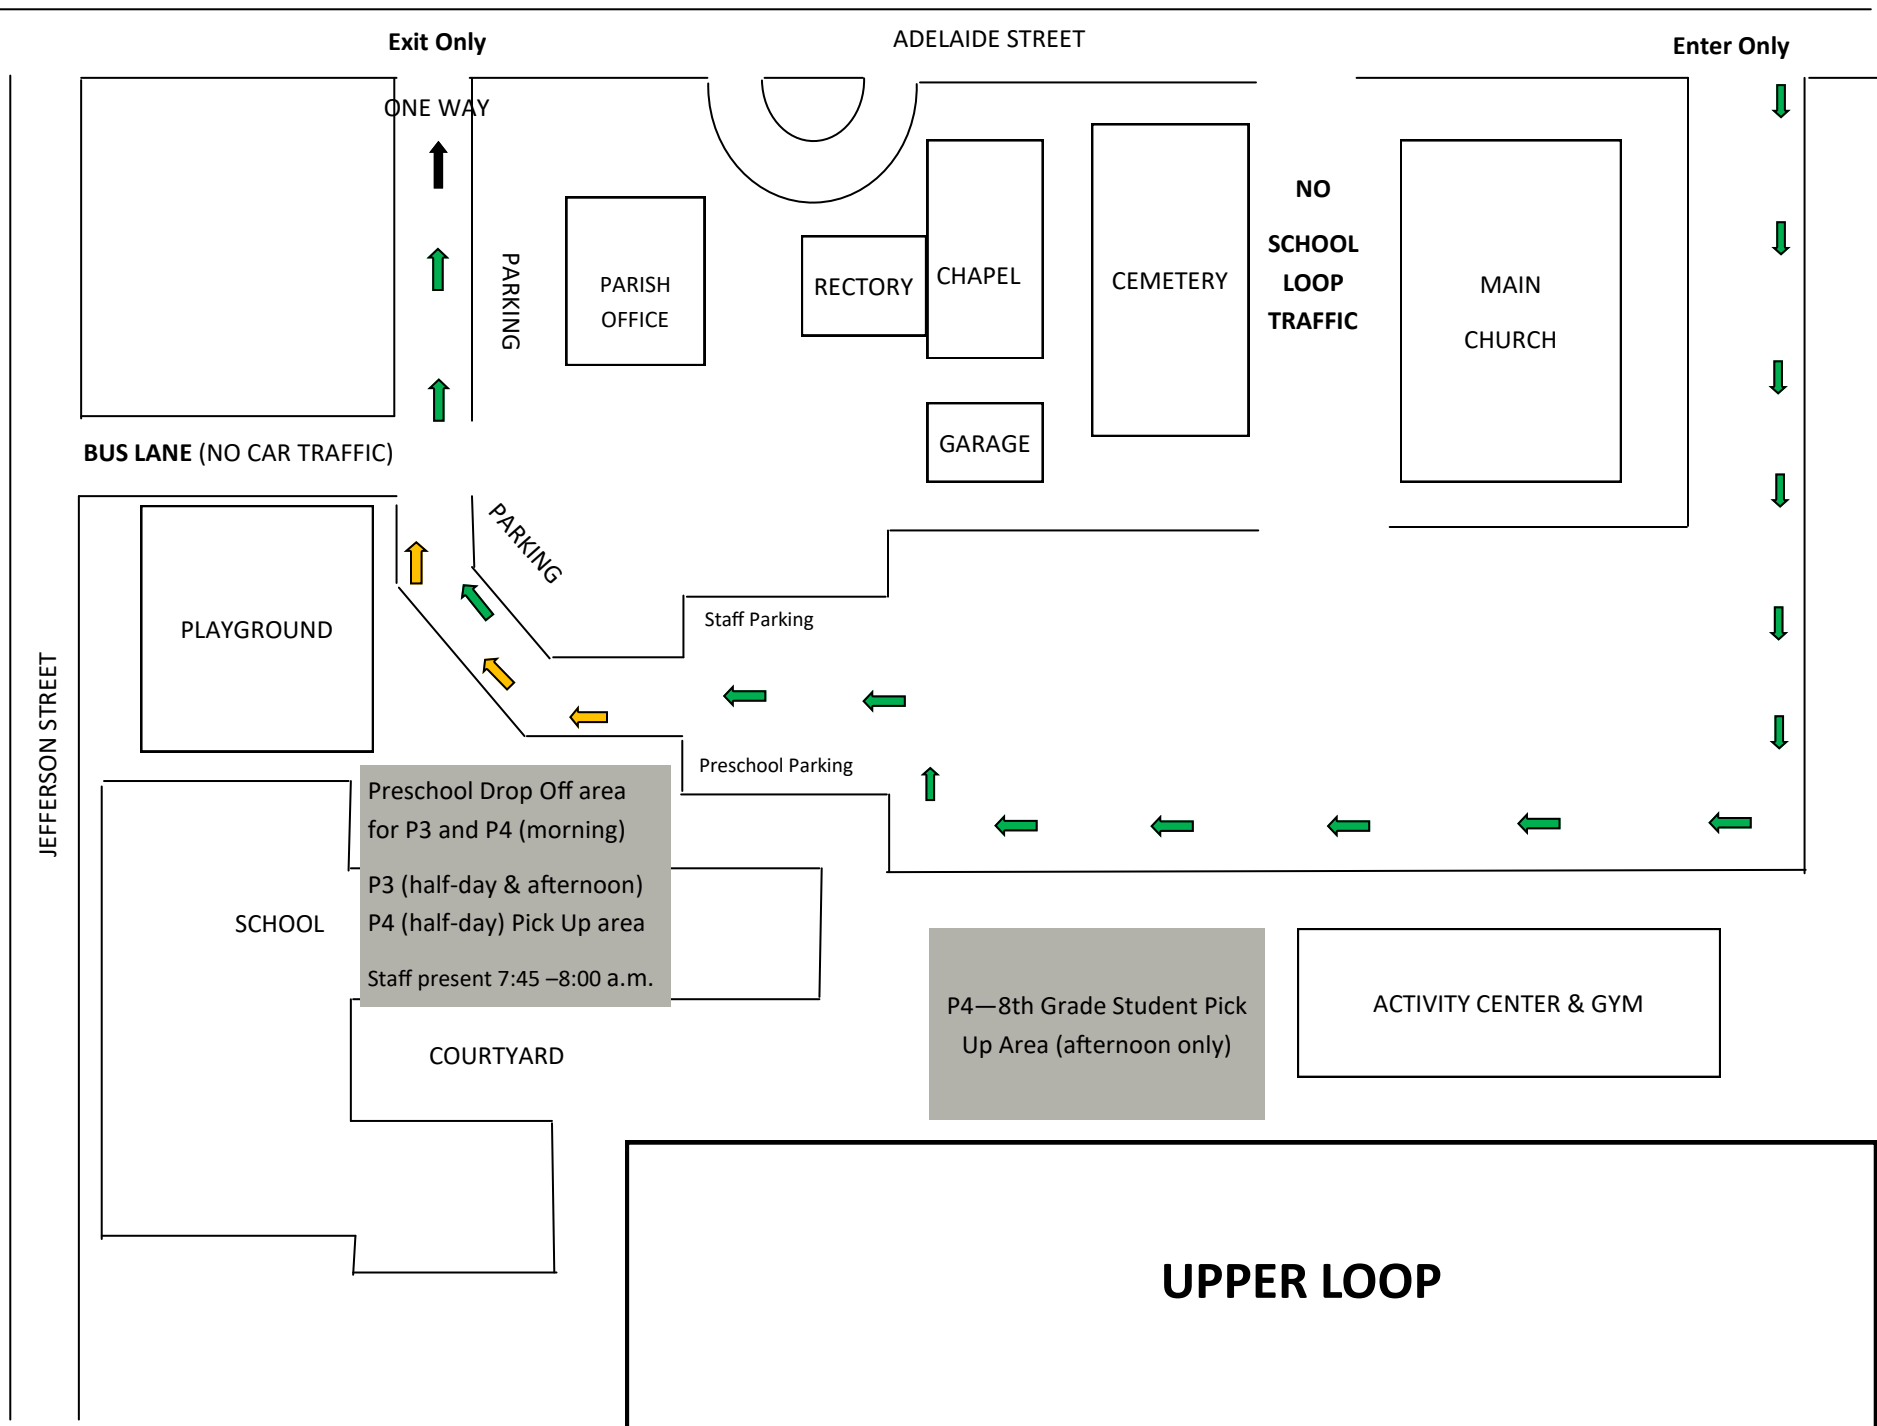 Exit Only
ADELAIDE STREET
Enter Only
ONE WAY
NO
SCHOOL
LOOP
TRAFFIC
PARKING
PARISH
OFFICE
RECTORY
CHAPEL
CEMETERY
MAIN
CHURCH
GARAGE
BUS LANE (NO CAR TRAFFIC)
PARKING
PLAYGROUND
Staff Parking
JEFFERSON STREET
Preschool Parking
Preschool Drop Off area
for P3 and P4 (morning)
P3 (half-day & afternoon)
P4 (half-day) Pick Up area
Staff present 7:45 –8:00 a.m.
SCHOOL
P4—8th Grade Student Pick
Up Area (afternoon only)
ACTIVITY CENTER & GYM
COURTYARD
UPPER LOOP